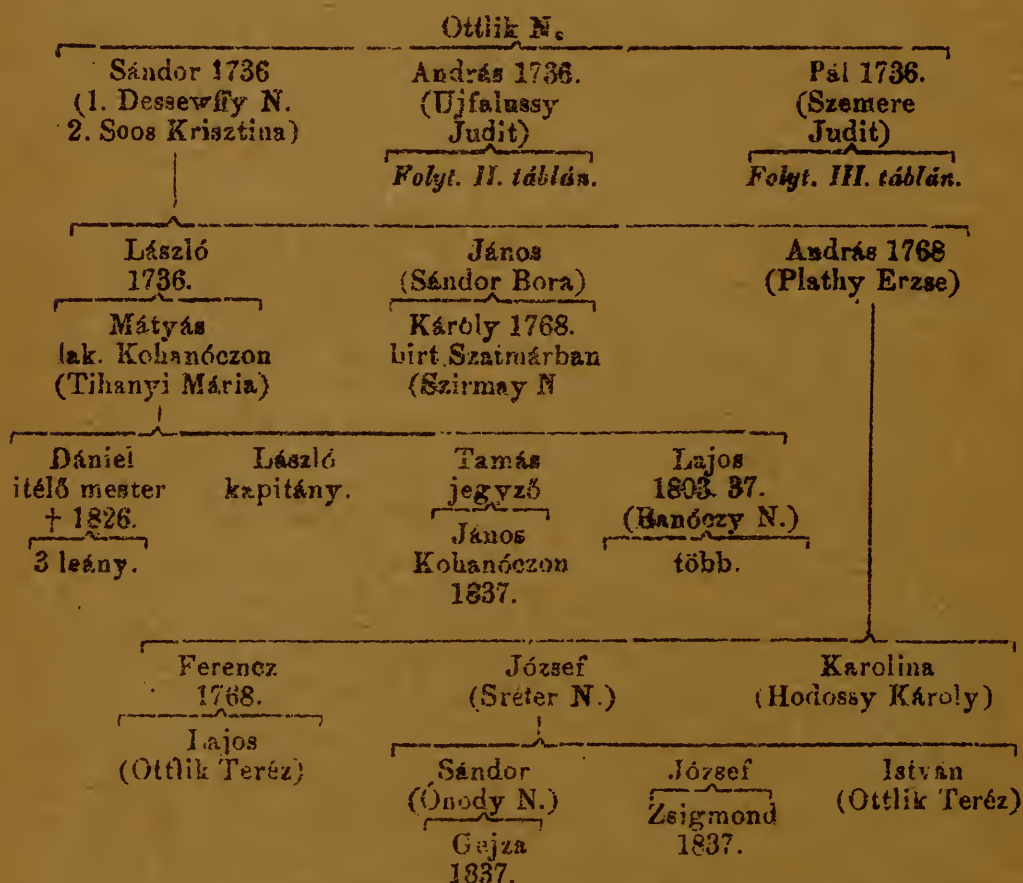 Ottlik N.
Sándor 1736
(1. Dessewffy N.
2. Soos Krisztina)
András 1736.
(Ujfalussy
Judit)
Folyt. II. táblán.
Pál 1736.
(Szemere
Judit)
Folyt. III. táblán.
László
1736.
Mátyás
lak. Kohanóczon
(Tihanyi Mária)
János
(Sándor Bora)
Károly 1768.
birt Szatmárban
(Szirmay N
András 1768
(Plathy Erzse)
Dániel
itélő mester
† 1826.
3 leány.
László
kapitány.
Tamás
jegyző
János
Kohanóczon
1837.
Lajos
1803. 37.
(Banóczy N.)
több.
Ferencz
1768.
Lajos
(Ottlik Teréz)
József
(Sréter N.)
Karolina
(Hodossy Károly)
Sándor
(Ónody N.)
Gejza
1837.
József
Zsigmond
1837.
István
(Ottlik Teréz)